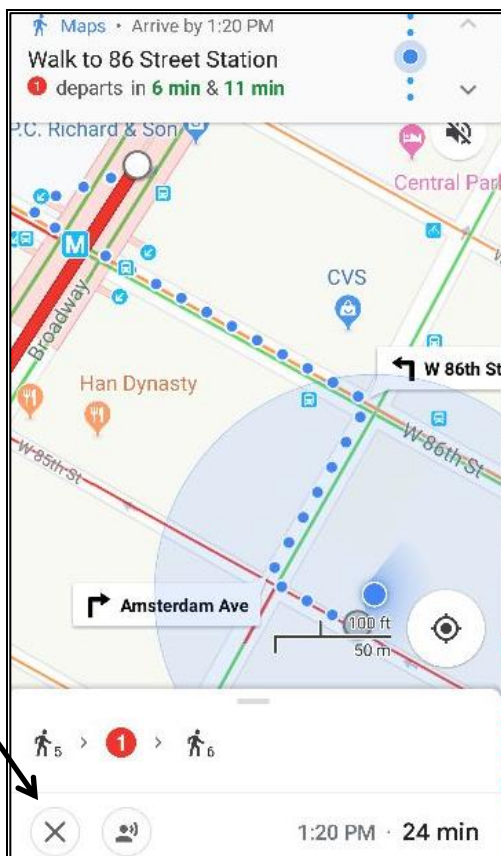 Maps • Arrive by 1:20 PM
Walk to 86 Street Station
1 departs in 6 min & 11 min
P.C. Richard & Son
Central Park
CVS
M
Broadway
W 86th St
Han Dynasty
W 86th St
W 85th St
Amsterdam Ave
100 ft
50 m
5 > 1 > 6
1:20 PM · 24 min